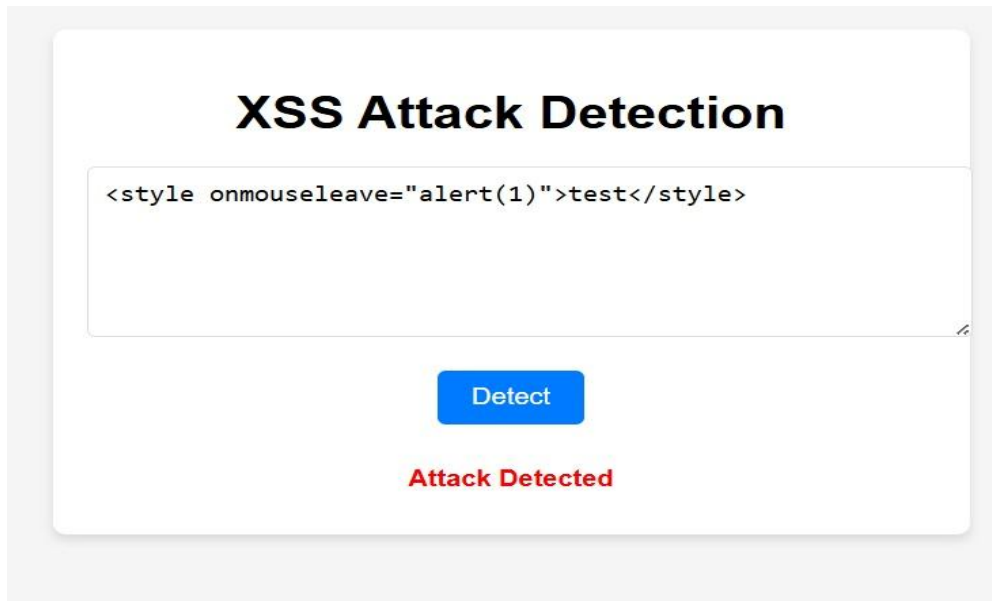 XSS Attack Detection
<style onmouseleave="alert(1)">test</style>
Detect
Attack Detected